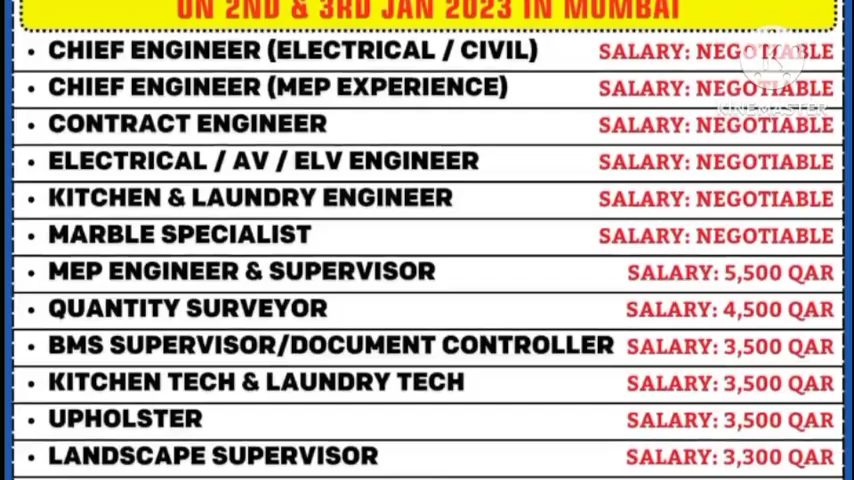 ON 2ND & 3RD JAN 2023 IN MUMBAI
• CHIEF ENGINEER (ELECTRICAL / CIVIL) SALARY: NEGOTIABLE
• CHIEF ENGINEER (MEP EXPERIENCE) SALARY: NEGOTIABLE
KINEMASTER
• CONTRACT ENGINEER SALARY: NEGOTIABLE
• ELECTRICAL / AV / ELV ENGINEER SALARY: NEGOTIABLE
• KITCHEN & LAUNDRY ENGINEER SALARY: NEGOTIABLE
• MARBLE SPECIALIST SALARY: NEGOTIABLE
• MEP ENGINEER & SUPERVISOR SALARY: 5,500 QAR
• QUANTITY SURVEYOR SALARY: 4,500 QAR
• BMS SUPERVISOR/DOCUMENT CONTROLLER SALARY: 3,500 QAR
• KITCHEN TECH & LAUNDRY TECH SALARY: 3,500 QAR
• UPHOLSTER SALARY: 3,500 QAR
• LANDSCAPE SUPERVISOR SALARY: 3,300 QAR